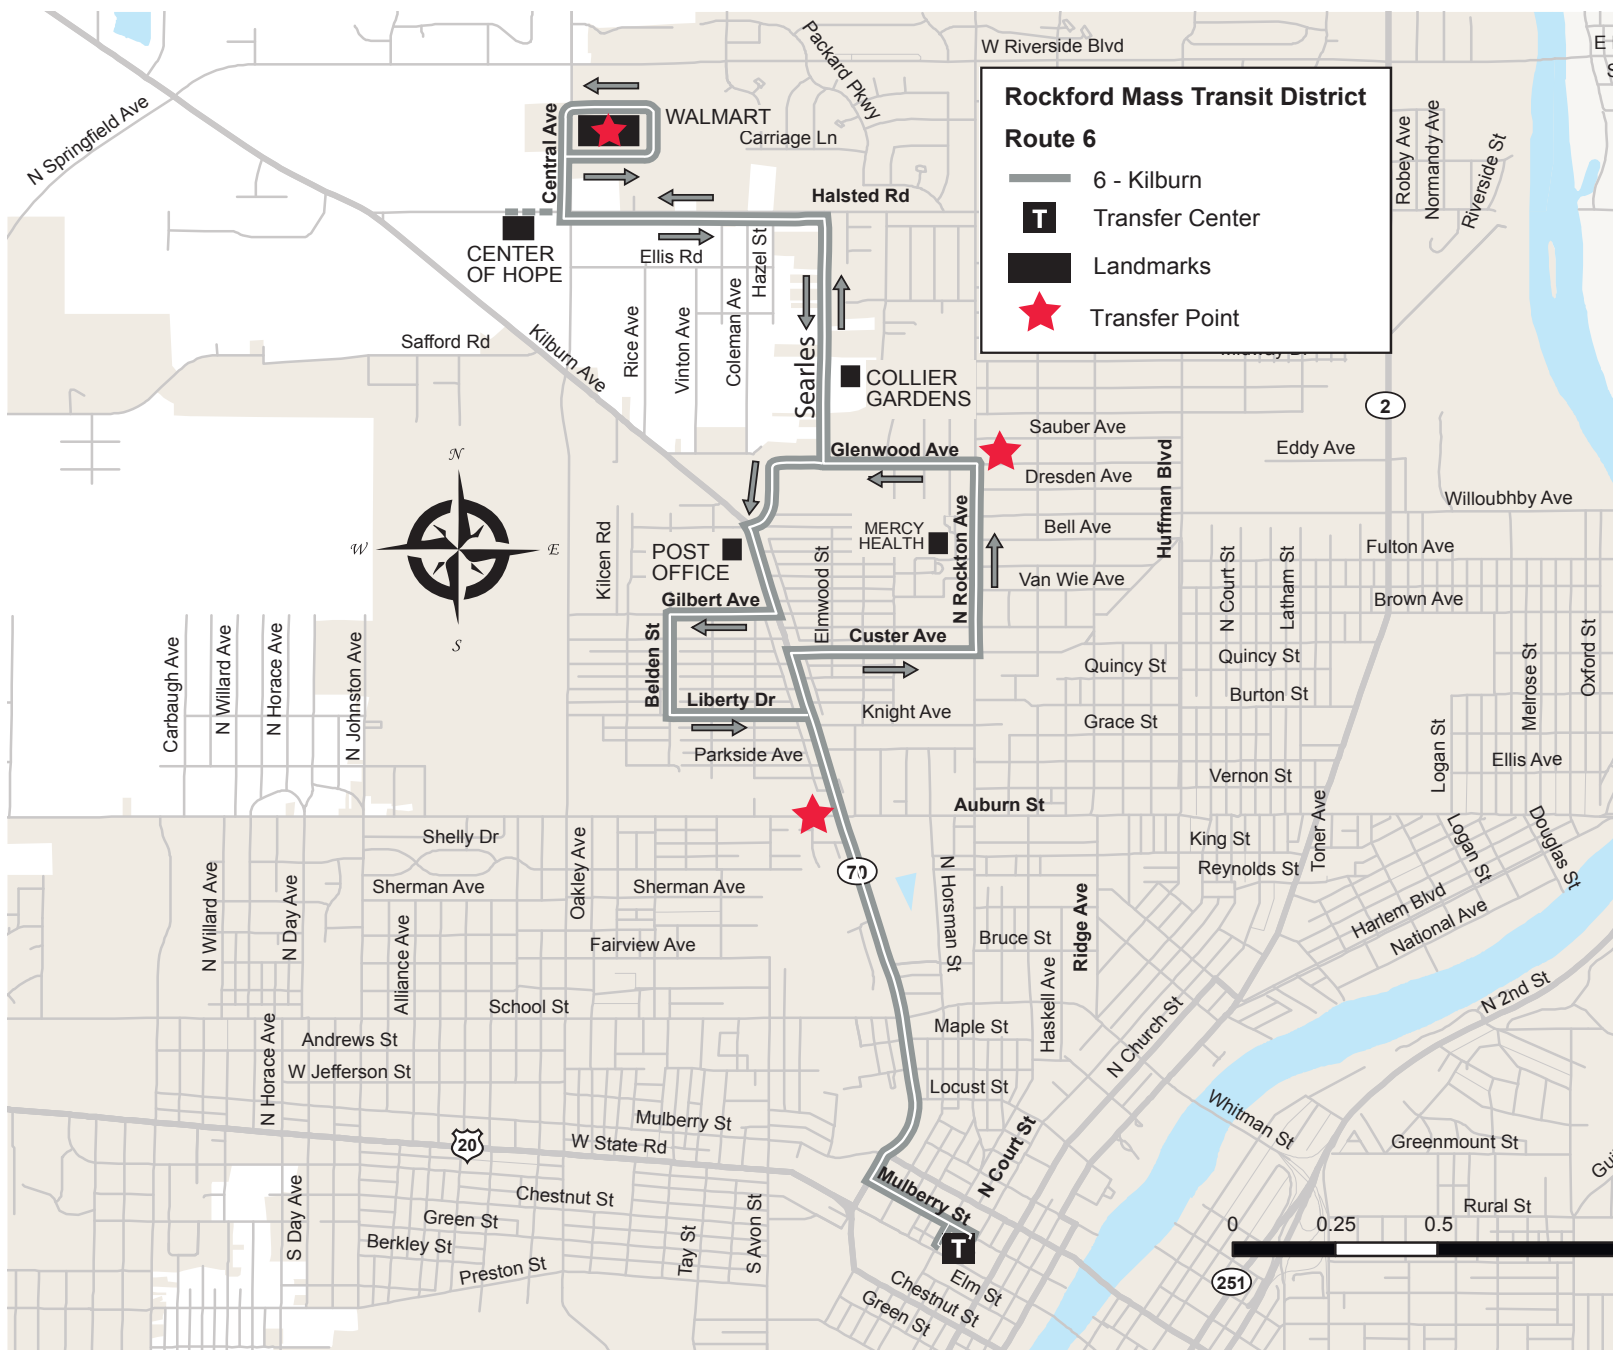 W Riverside Blvd
E
S
Packard Pkwy
N Springfield Ave
Central Ave
WALMART
Carriage Ln
Rockford Mass Transit District
Route 6
6 - Kilburn
T
Transfer Center
Landmarks
Transfer Point
Robey Ave
Normandy Ave
Riverside St
Halsted Rd
CENTER
OF HOPE
Ellis Rd
Hazel St
Safford Rd
Kilburn Ave
Rice Ave
Vinton Ave
Coleman Ave
Searles
COLLIER
GARDENS
2
Sauber Ave
Glenwood Ave
Eddy Ave
Dresden Ave
Huffman Blvd
Willoubhby Ave
N
W
E
S
Kilcen Rd
POST
OFFICE
MERCY
HEALTH
Elmwood St
N Rockton Ave
Bell Ave
Van Wie Ave
N Court St
Latham St
Fulton Ave
Brown Ave
Gilbert Ave
Custer Ave
Belden St
Liberty Dr
Quincy St
Quincy St
Burton St
Melrose St
Oxford St
Carbaugh Ave
N Willard Ave
N Horace Ave
N Johnston Ave
Knight Ave
Grace St
Parkside Ave
Vernon St
Logan St
Ellis Ave
Auburn St
Toner Ave
Shelly Dr
King St
Reynolds St
Logan St
Douglas St
70
Sherman Ave
Sherman Ave
Oakley Ave
N Horsman St
Harlem Blvd
National Ave
N Willard Ave
N Day Ave
Alliance Ave
Fairview Ave
Bruce St
Ridge Ave
Haskell Ave
School St
N 2nd St
Maple St
N Church St
N Horace Ave
Andrews St
W Jefferson St
Locust St
Mulberry St
W State Rd
20
Whitman St
Greenmount St
N Court St
Mulberry St
Chestnut St
Rural St
S Day Ave
Green St
Berkley St
Preston St
Tay St
S Avon St
T
0
0.25
0.5
251
Elm St
Chestnut St
Green St